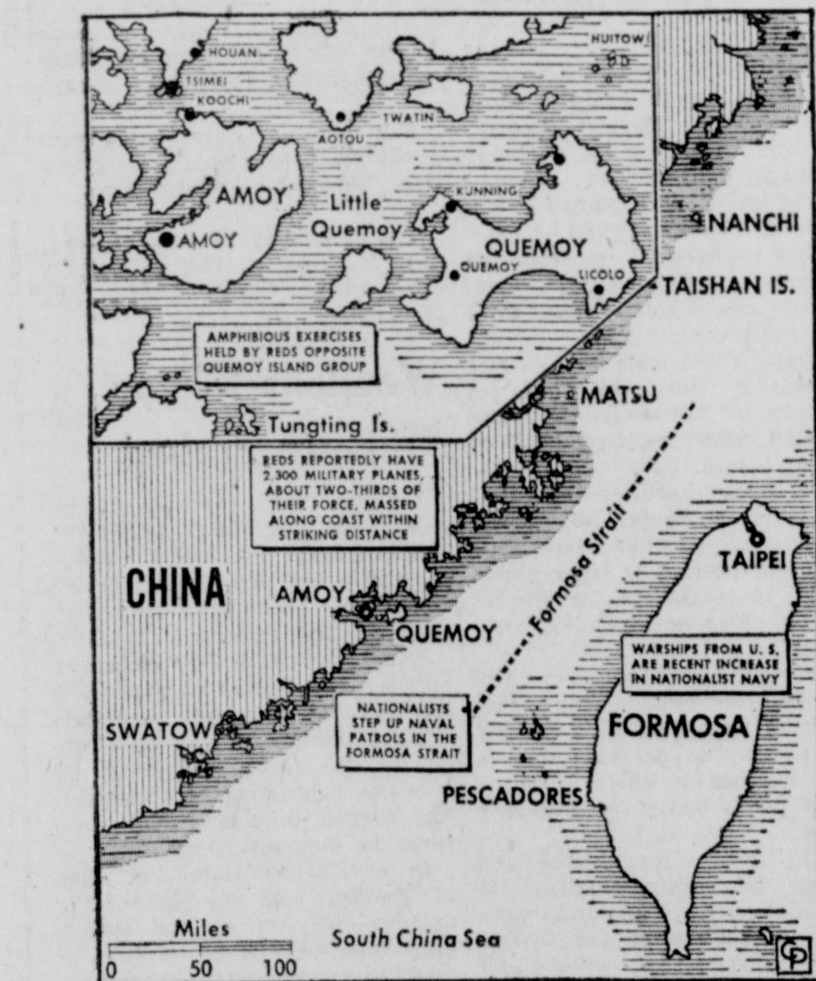 HOUAN
HUITOW
TSIMEI
KOOCHI
TWATIN
AOTOU
AMOY
Little
Quemoy
KUNNING
AMOY
QUEMOY
NANCHI
QUEMOY
LICOLO
TAISHAN IS.
AMPHIBIOUS EXERCISES
HELD BY REDS OPPOSITE
QUEMOY ISLAND GROUP
MATSU
Tungting Is.
REDS REPORTEDLY HAVE
2,300 MILITARY PLANES,
ABOUT TWO-THIRDS OF
THEIR FORCE, MASSED
ALONG COAST WITHIN
STRIKING DISTANCE
Formosa Strait
TAIPEI
CHINA
AMOY
QUEMOY
WARSHIPS FROM U. S.
ARE RECENT INCREASE
IN NATIONALIST NAVY
NATIONALISTS
STEP UP NAVAL
PATROLS IN THE
FORMOSA STRAIT
FORMOSA
SWATOW
PESCADORES
Miles
South China Sea
0 50 100
CP